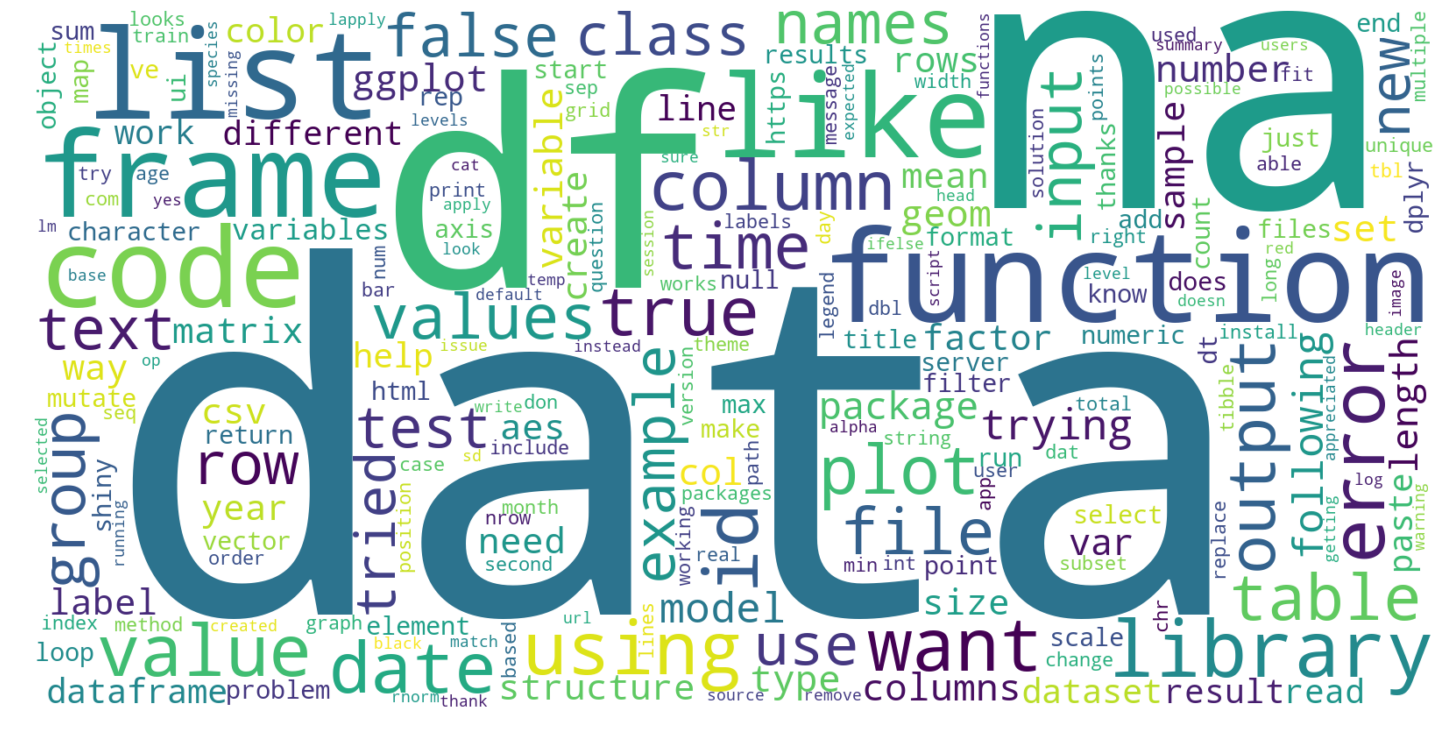 data
na
df
list
like
frame
function
code
column
library
using
want
value
date
plot
file
table
output
error
names
class
false
true
time
values
text
input
new
row
id
group
test
model
use
tried
example
package
trying
number
ggplot
different
color
rows
mean
geom
line
variable
create
sample
set
length
paste
following
columns
dataset
result
read
structure
type
dataframe
problem
label
size
var
factor
need
aes
col
csv
year
help
matrix
way
work
character
variables
results
sum
map
ui
ve
object
looks
train
times
species
missing
lapply
rep
levels
start
sep
grid
str
sure
cat
print
apply
axis
look
try
age
com
yes
lm
base
bar
num
default
temp
question
session
labels
day
works
null
https
width
message
expected
head
functions
used
summary
possible
users
fit
end
multiple
points
solution
thanks
just
able
unique
tbl
dplyr
add
right
count
files
ifelse
format
script
level
know
does
doesn
long
red
image
header
legend
dbl
title
numeric
install
dt
server
filter
theme
version
instead
issue
html
op
mutate
seq
shiny
selected
running
return
vector
order
case
position
write
don
sd
include
nrow
month
second
max
make
path
packages
real
working
alpha
string
run
user
app
min
int
point
total
dat
select
subset
replace
tibble
appreciated
getting
log
warning
index
method
created
graph
element
black
match
based
url
lines
loop
rnorm
thank
source
remove
scale
change
chr